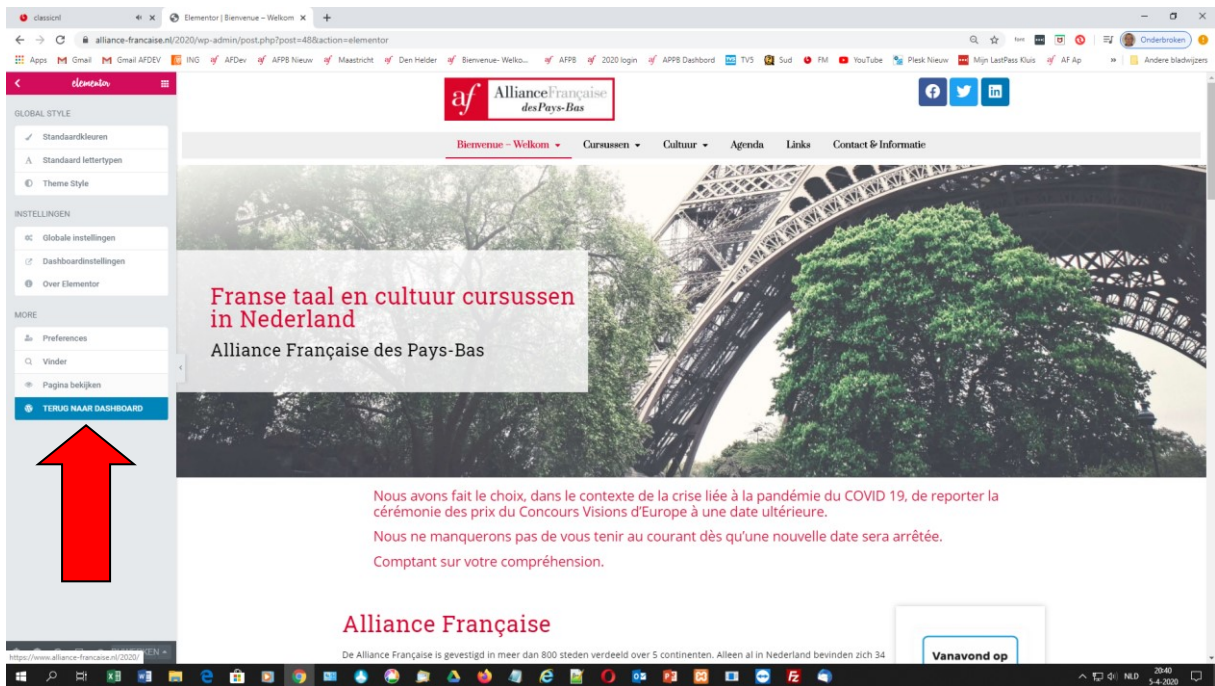 classicnl
Elementor | Bienvenue – Welkom
alliance-francaise.nl/2020/wp-admin/post.php?post=48&action=elementor
Onderbroken
Apps
Gmail
Gmail AFDEV
ING
AFDev
AFPB Nieuw
Maastricht
Den Helder
Bienvenue- Welko...
AFPB
2020 login
APPB Dashbord
TV5
Sud
FM
YouTube
Plesk Nieuw
Mijn LastPass Kluis
AF Ap
»
Andere bladwijzers
elementor
GLOBAL STYLE
Standaardkleuren
Standaard lettertypen
Theme Style
INSTELLINGEN
Globale instellingen
Dashboardinstellingen
Over Elementor
MORE
Preferences
Vinder
Pagina bekijken
TERUG NAAR DASHBOARD
https://www.alliance-francaise.nl/2020/
af AllianceFrançaise
desPays-Bas
Bienvenue – Welkom
Cursussen
Cultuur
Agenda
Links
Contact & Informatie
Franse taal en cultuur cursussen
in Nederland
Alliance Française des Pays-Bas
Nous avons fait le choix, dans le contexte de la crise liée à la pandémie du COVID 19, de reporter la
cérémonie des prix du Concours Visions d'Europe à une date ultérieure.
Nous ne manquerons pas de vous tenir au courant dès qu'une nouvelle date sera arrêtée.
Comptant sur votre compréhension.
Alliance Française
De Alliance Française is gevestigd in meer dan 800 steden verdeeld over 5 continenten. Alleen al in Nederland bevinden zich 34
Vanavond op
NLD
20:40
5-4-2020